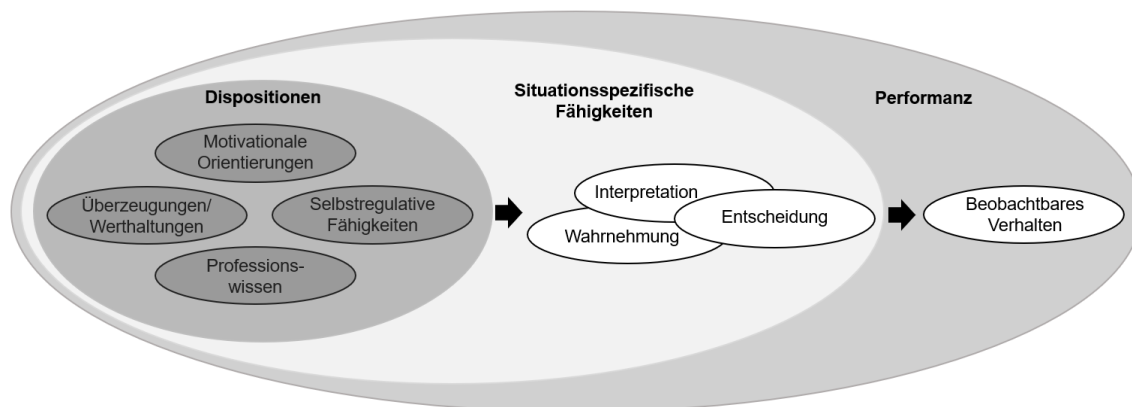 Dispositionen
Motivationale
Orientierungen
Überzeugungen/
Werthaltungen
Selbstregulative
Fähigkeiten
Professions-
wissen
Situationsspezifische
Fähigkeiten
Interpretation
Entscheidung
Wahrnehmung
Performanz
Beobachtbares
Verhalten